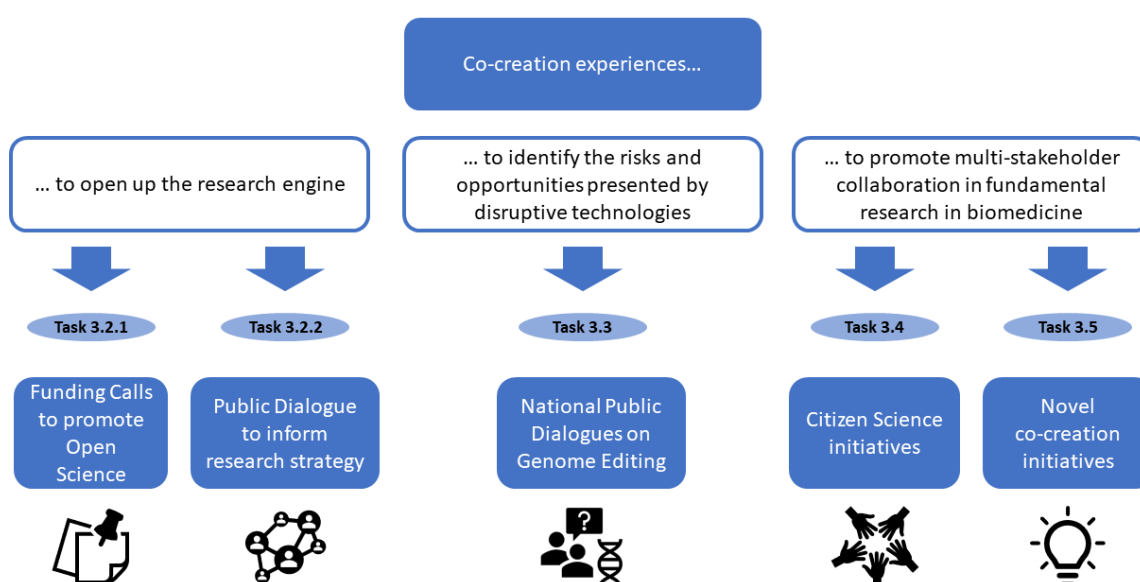 Co-creation experiences...
... to open up the research engine
... to identify the risks and
opportunities presented by
disruptive technologies
... to promote multi-stakeholder
collaboration in fundamental
research in biomedicine
Task 3.2.1
Task 3.2.2
Task 3.3
Task 3.4
Task 3.5
Funding Calls
to promote
Open
Science
Public Dialogue
to inform
research strategy
National Public
Dialogues on
Genome Editing
Citizen Science
initiatives
Novel
co-creation
initiatives
?